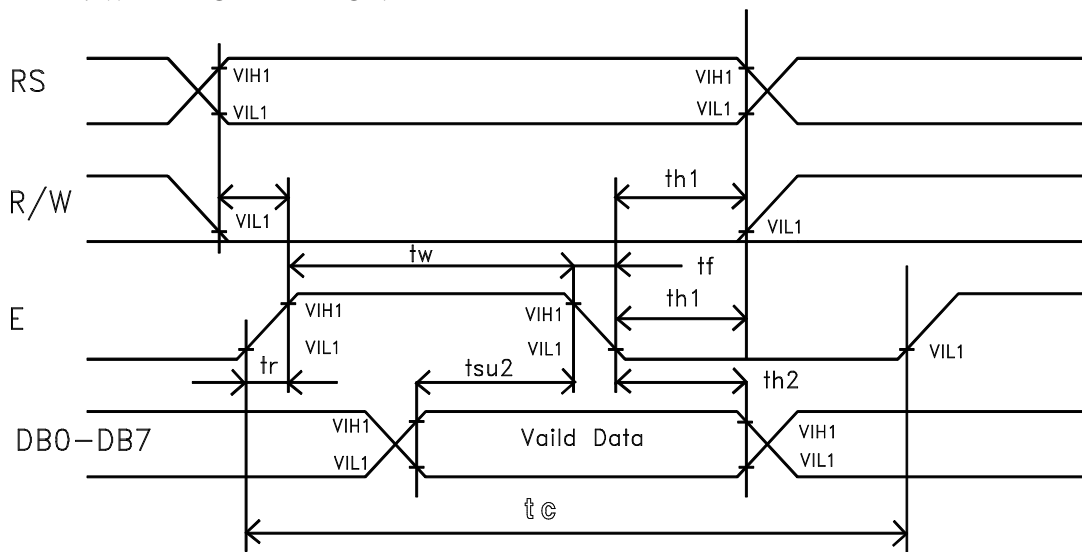 RS
VIH1
VIH1
VIL1
VIL1
R/W
th1
VIL1
VIL1
tw
tf
E
VIH1
VIH1
th1
VIL1
VIL1
VIL1
tr
tsu2
th2
DB0-DB7
VIH1
Vaild Data
VIH1
VIL1
VIL1
tc